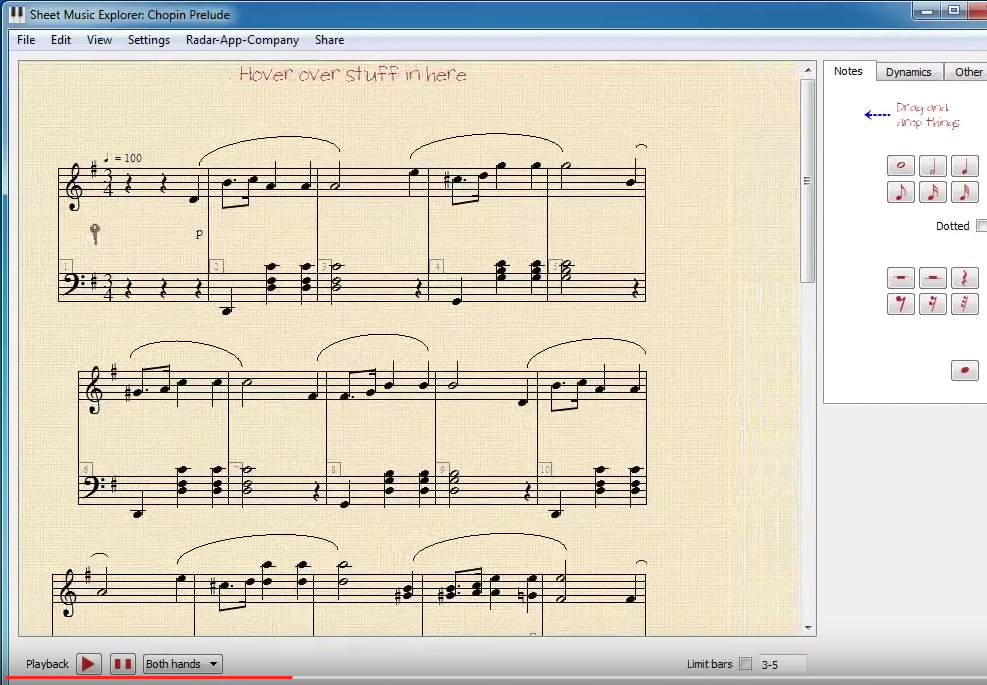 Sheet Music Explorer: Chopin Prelude
File Edit View Settings Radar-App-Company Share
Hover over stuff in here
Notes Dynamics Other
Drag and
drop things
♩ = 100
3
4
p
1 2 3 4 5
3
4
Dotted
6 7 8 9 10
Playback Both hands Limit bars 3-5